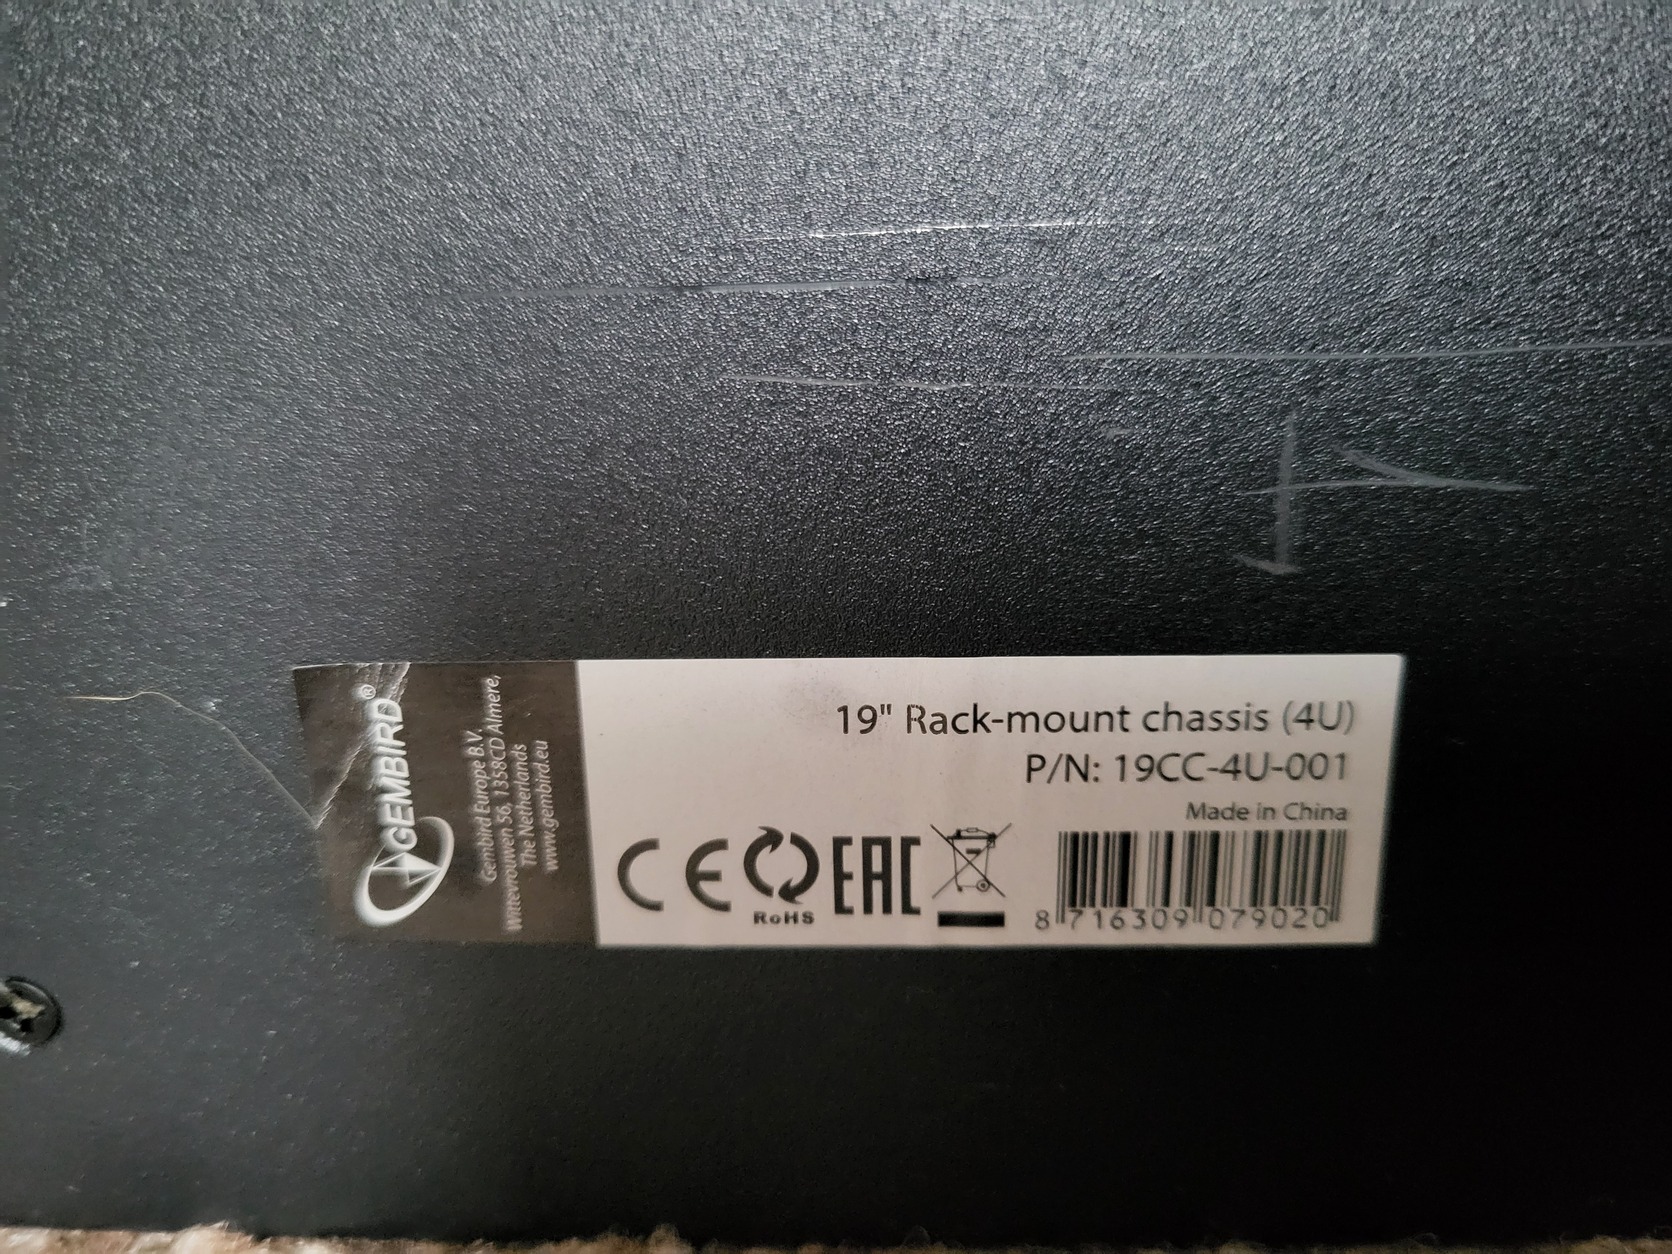 GEMBIRD®
Gembird Europe B.V.
Wittevrouwen 56, 1358CD Almere,
The Netherlands
www.gembird.eu
19" Rack-mount chassis (4U)
P/N: 19CC-4U-001
Made in China
CE RoHS EAC
8 716309 079020